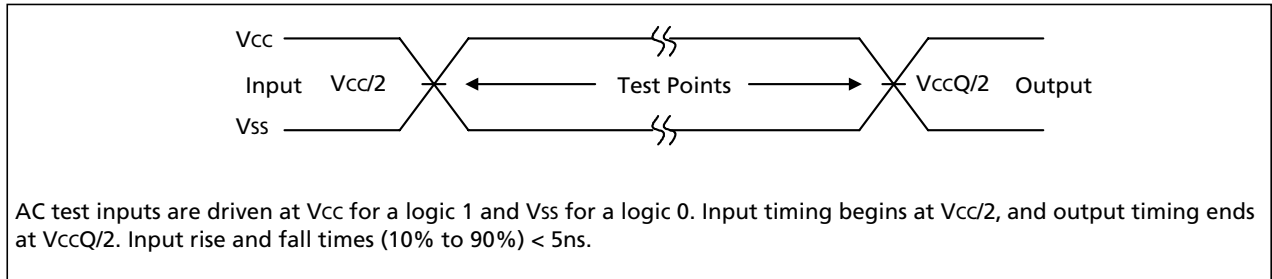 Vcc
Input Vcc/2 Test Points VccQ/2 Output
Vss
AC test inputs are driven at Vcc for a logic 1 and Vss for a logic 0. Input timing begins at Vcc/2, and output timing ends
at VccQ/2. Input rise and fall times (10% to 90%) < 5ns.